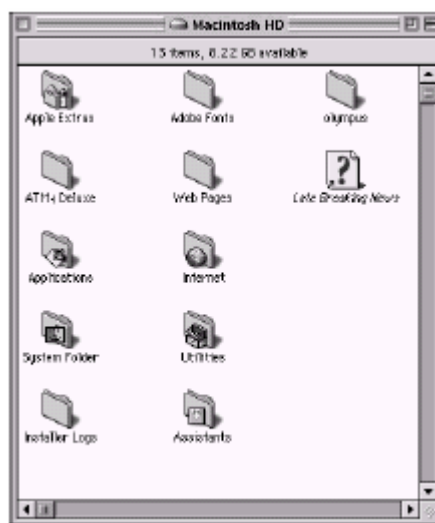 Macintosh HD
13 items, 8.22 GB available
Apple Extras Adobe Fonts olympus
ATM4 Deluxe Web Pages Late Breaking News
Applications Internet
System Folder Utilities
Installer Logs Assistants